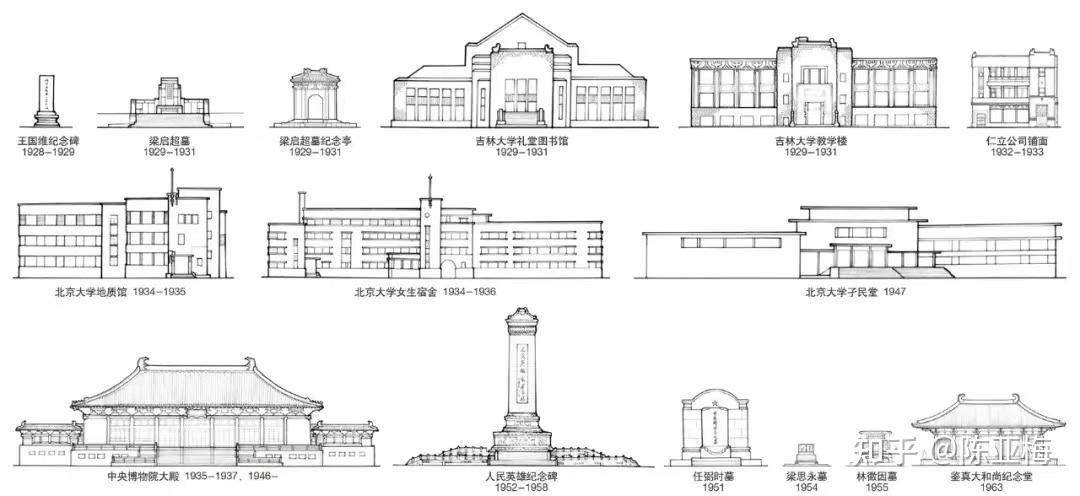 王国维纪念碑
1928-1929
梁启超墓
1929-1931
梁启超墓纪念亭
1929-1931
吉林大学礼堂图书馆
1929-1931
吉林大学教学楼
1929-1931
仁立公司铺面
1932-1933
北京大学地质馆 1934-1935
北京大学女生宿舍 1934-1936
北京大学孑民堂 1947
中央博物院大殿 1935-1937、1946-
人民英雄纪念碑
1952-1958
任弼时墓
1951
梁思永墓
1954
林徽因墓
1955
鉴真大和尚纪念堂
1963
知乎 @陈亚梅